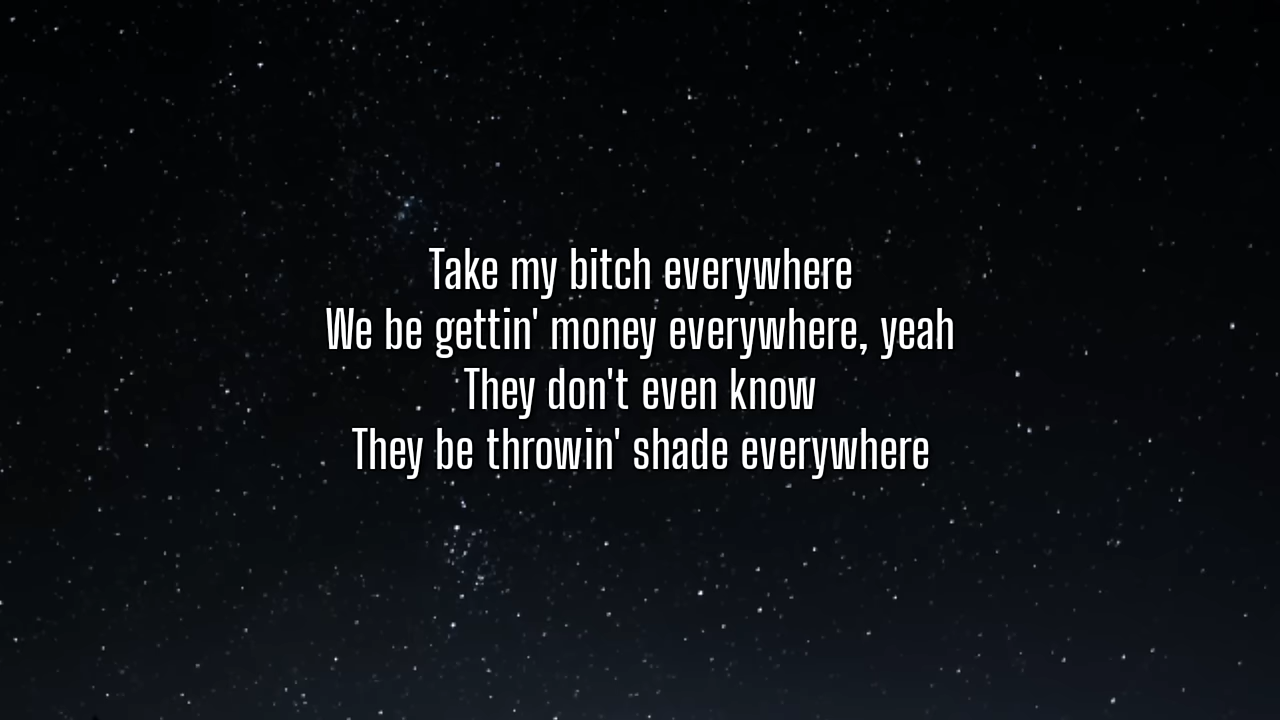 Take my bitch everywhere
We be gettin' money everywhere, yeah
They don't even know
They be throwin' shade everywhere